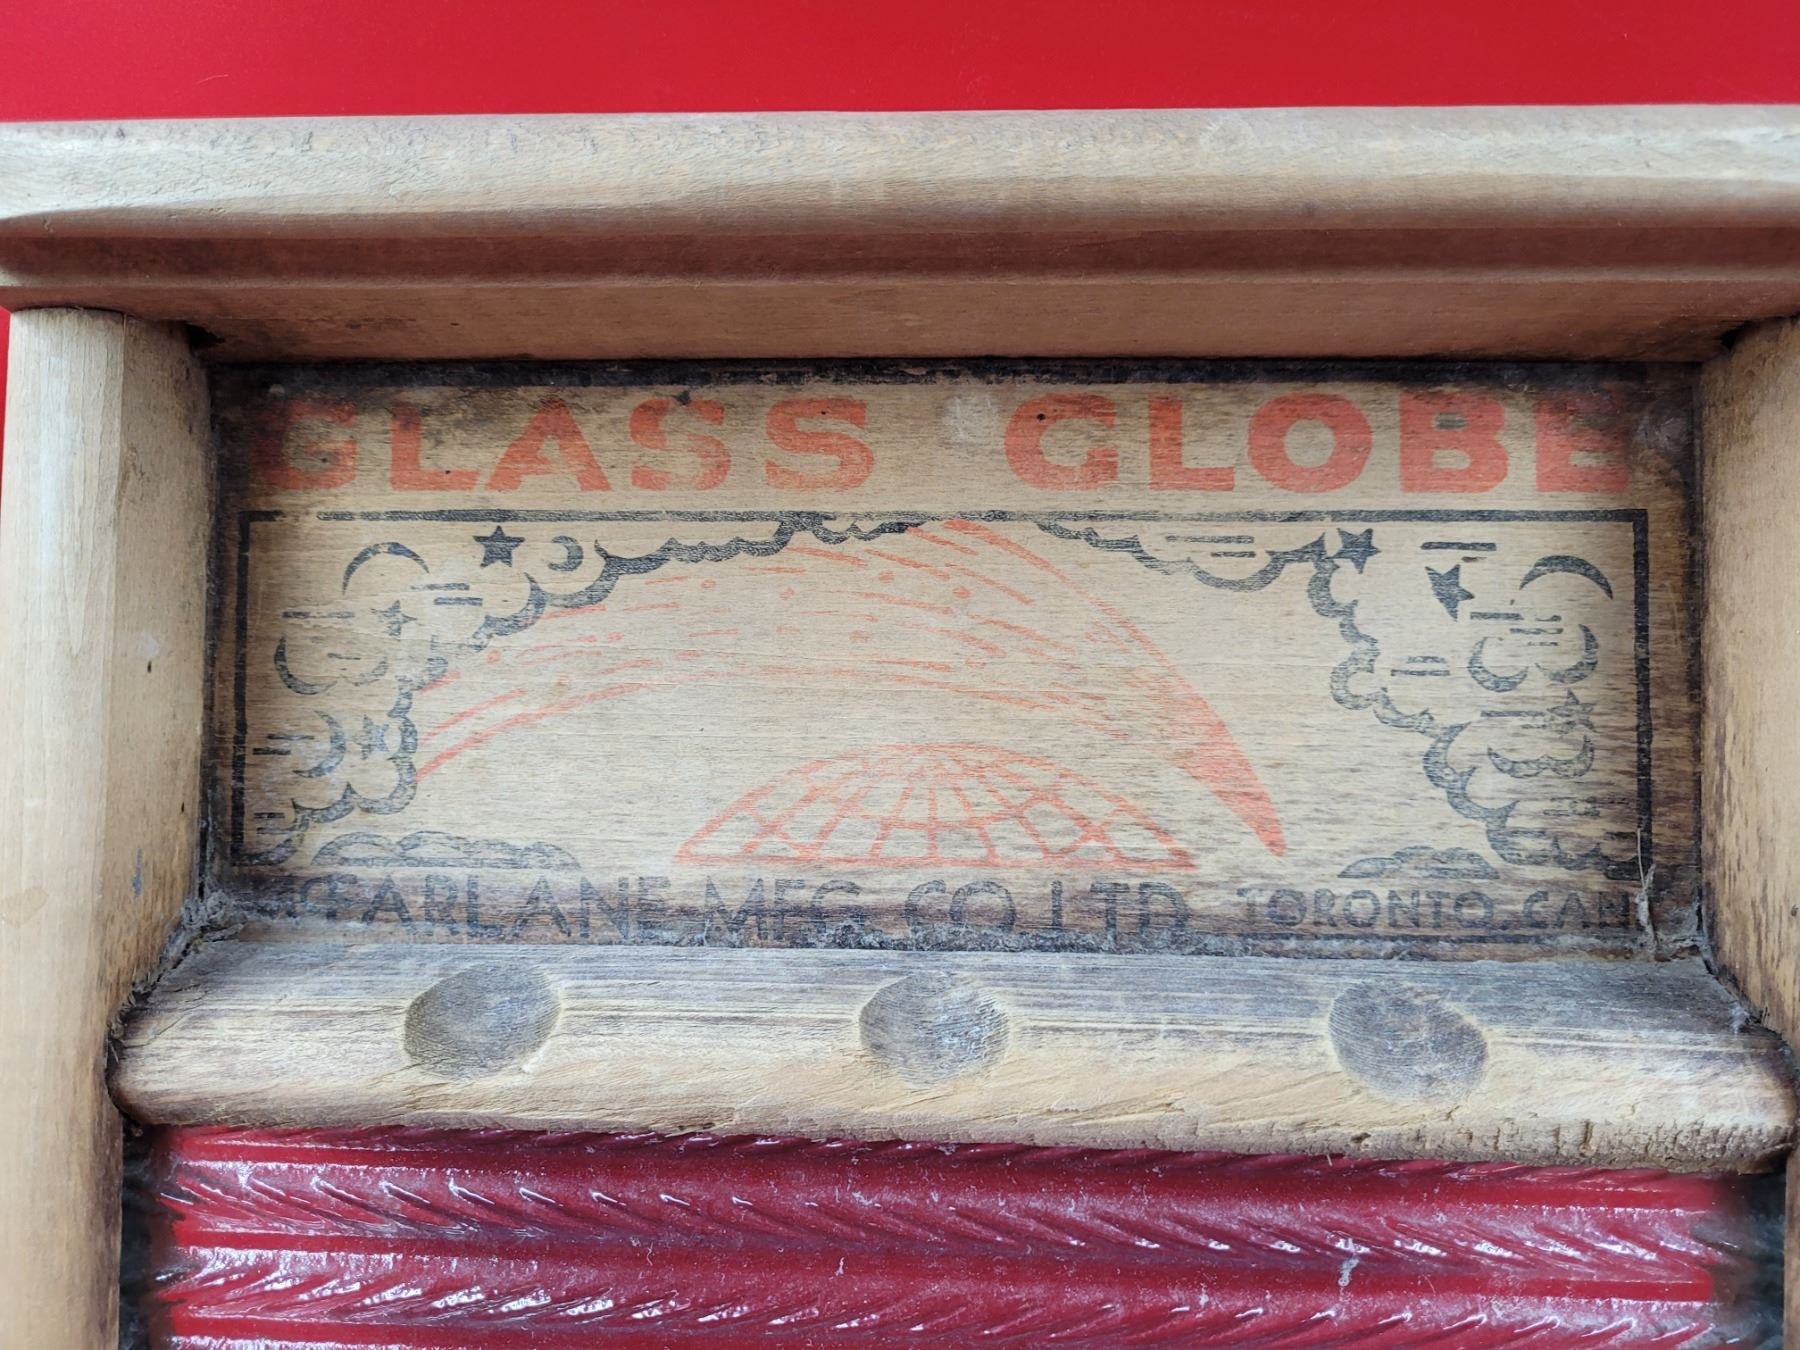 GLASS GLOBE
McFARLANE MFG. CO. LTD TORONTO, CAN